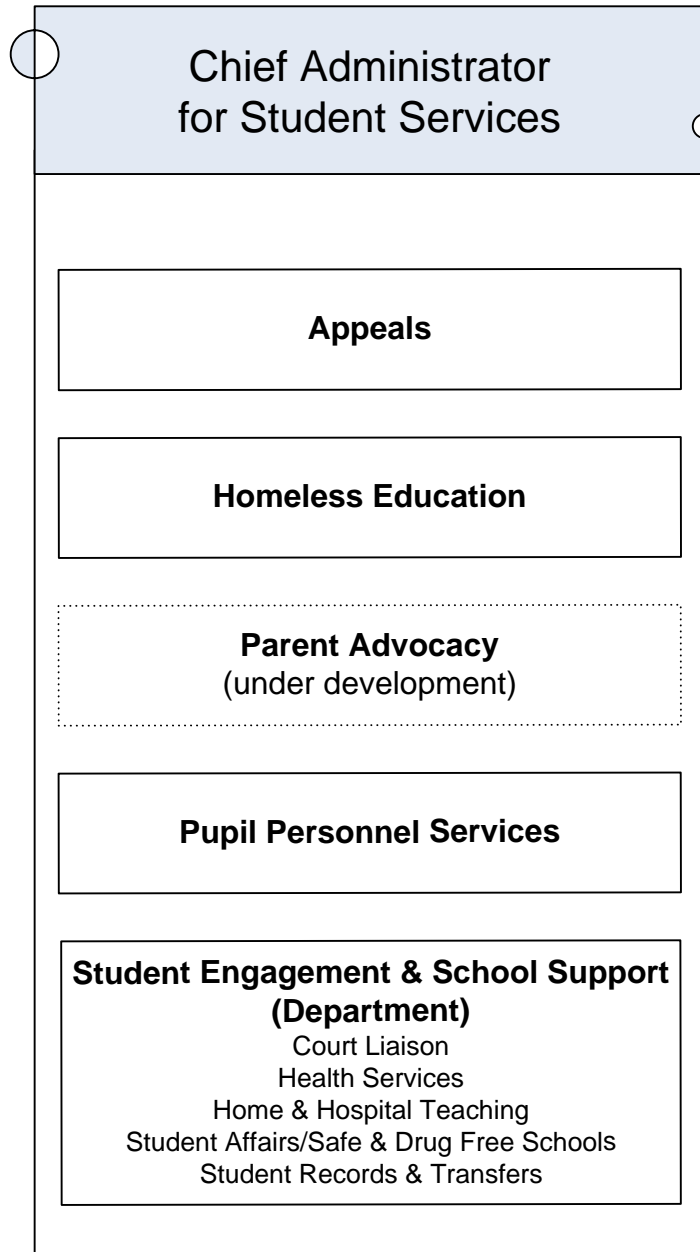 Chief Administrator
for Student Services
Appeals
Homeless Education
Parent Advocacy
(under development)
Pupil Personnel Services
Student Engagement & School Support
(Department)
Court Liaison
Health Services
Home & Hospital Teaching
Student Affairs/Safe & Drug Free Schools
Student Records & Transfers